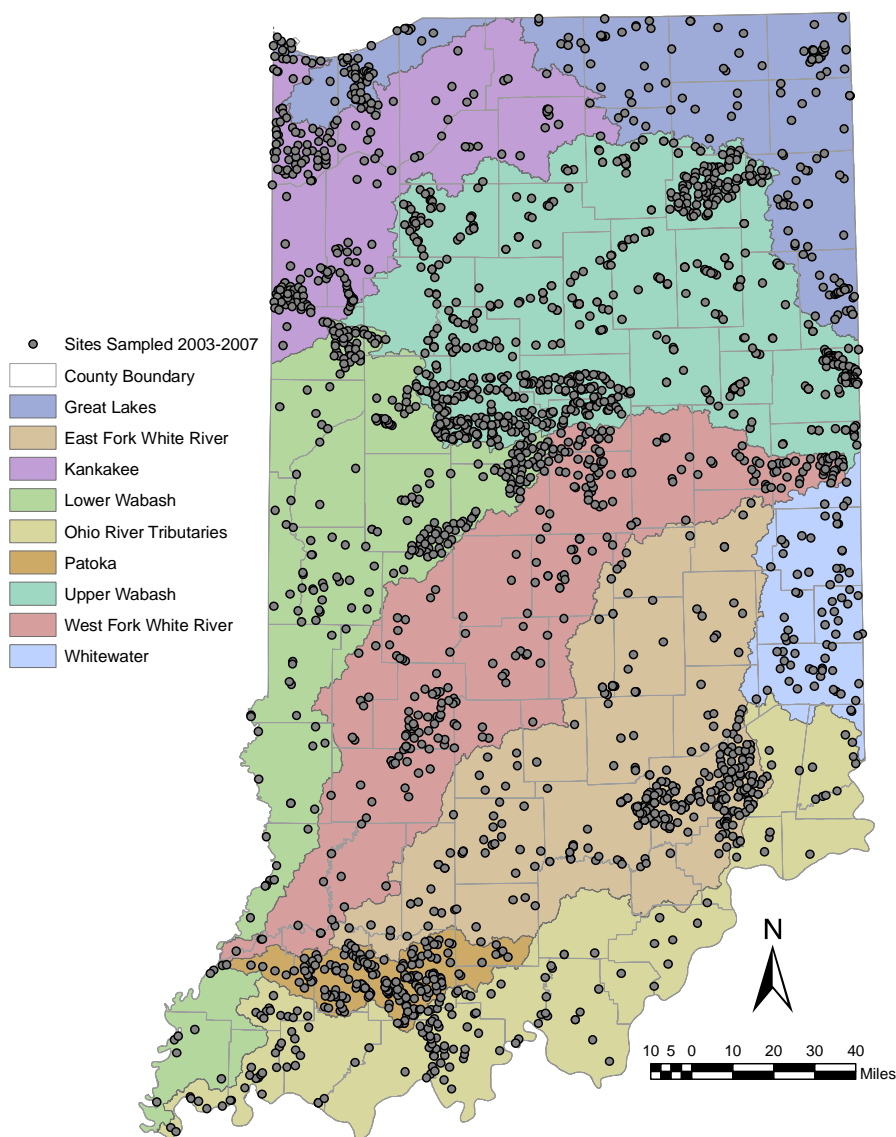 Sites Sampled 2003-2007
County Boundary
Great Lakes
East Fork White River
Kankakee
Lower Wabash
Ohio River Tributaries
Patoka
Upper Wabash
West Fork White River
Whitewater
N
10 5 0 10 20 30 40
Miles